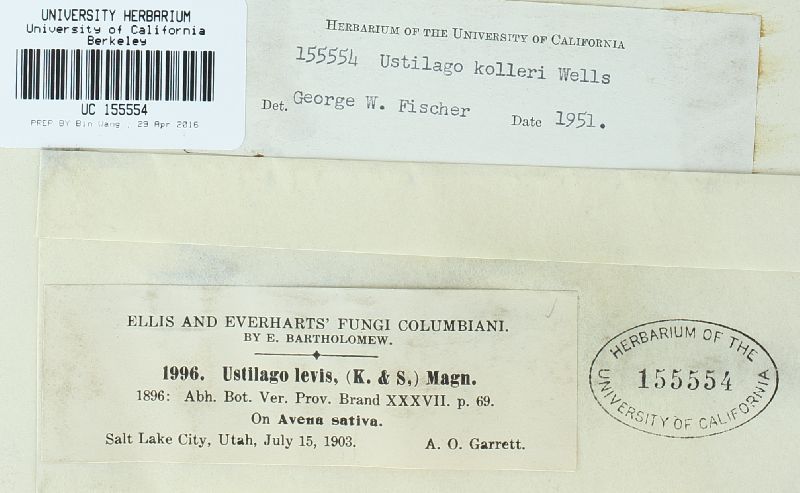 UNIVERSITY HERBARIUM
University of California
Berkeley
UC 155554
PREP BY Bin Wang , 29 Apr 2016
HERBARIUM OF THE UNIVERSITY OF CALIFORNIA
155554 Ustilago kolleri Wells
Det. George W. Fischer
Date 1951.
ELLIS AND EVERHARTS' FUNGI COLUMBIANI.
BY E. BARTHOLOMEW.
1996. Ustilago levis, (K. & S,) Magn.
1896: Abh. Bot. Ver. Prov. Brand XXXVII. p. 69.
On Avena sativa.
Salt Lake City, Utah, July 15, 1903. A. O. Garrett.
HERBARIUM OF THE
155554
UNIVERSITY OF CALIFORNIA